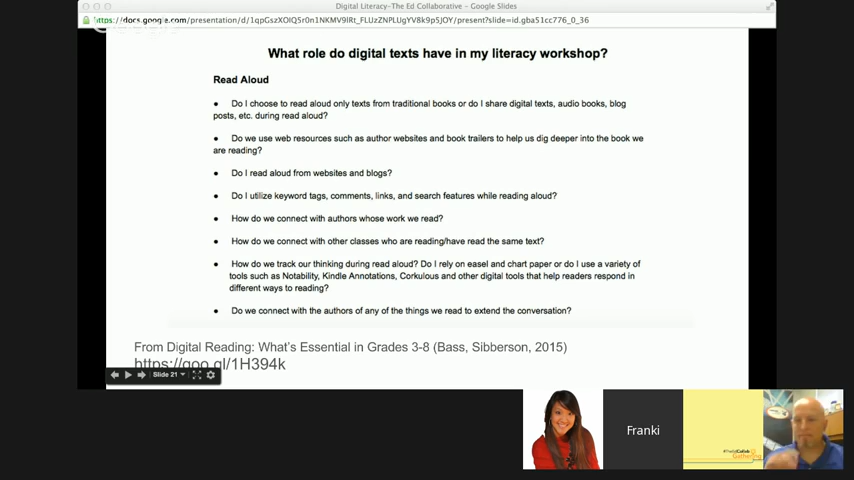 Digital Literacy-The Ed Collaborative - Google Slides
https://docs.google.com/presentation/d/1qpGszXOlQ5r0n1NKMV9lRt_FLUzZNPLUgYV8k9p5JOY/present?slide=id.gba51cc776_0_36
What role do digital texts have in my literacy workshop?
Read Aloud
● Do I choose to read aloud only texts from traditional books or do I share digital texts, audio books, blog
posts, etc. during read aloud?
● Do we use web resources such as author websites and book trailers to help us dig deeper into the book we
are reading?
● Do I read aloud from websites and blogs?
● Do I utilize keyword tags, comments, links, and search features while reading aloud?
● How do we connect with authors whose work we read?
● How do we connect with other classes who are reading/have read the same text?
● How do we track our thinking during read aloud? Do I rely on easel and chart paper or do I use a variety of
tools such as Notability, Kindle Annotations, Corkulous and other digital tools that help readers respond in
different ways to reading?
● Do we connect with the authors of any of the things we read to extend the conversation?
From Digital Reading: What's Essential in Grades 3-8 (Bass, Sibberson, 2015)
https://goo.gl/1H394k
Slide 21
Franki
Gathering